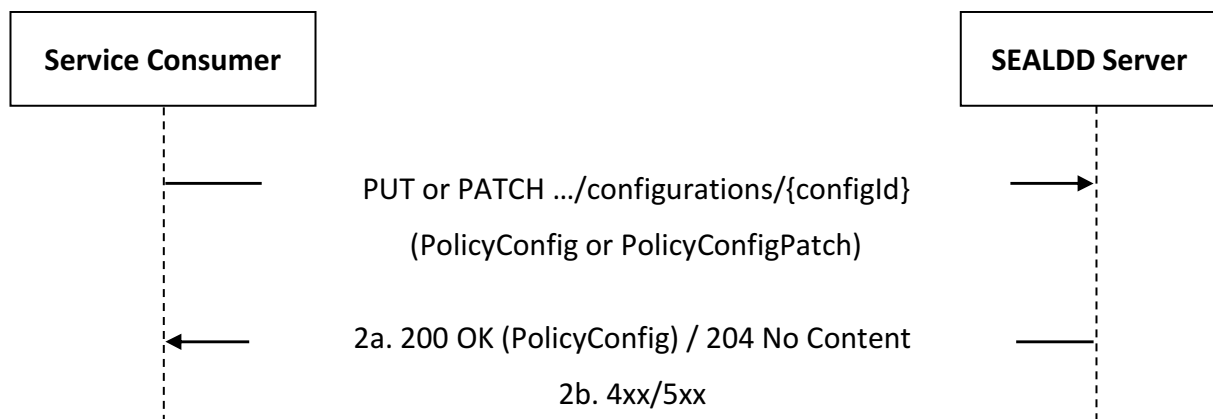 Service Consumer
SEALDD Server
PUT or PATCH …/configurations/{configId}
(PolicyConfig or PolicyConfigPatch)
2a. 200 OK (PolicyConfig) / 204 No Content
2b. 4xx/5xx